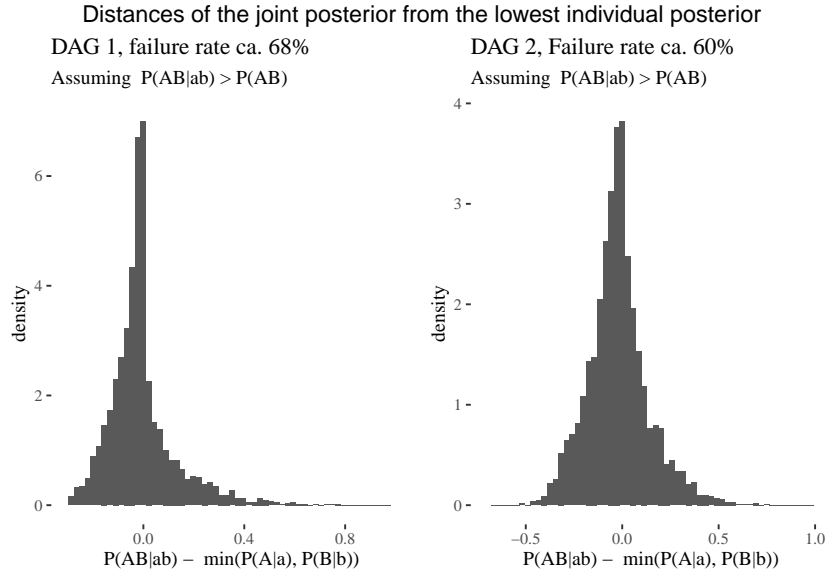 Distances of the joint posterior from the lowest individual posterior
DAG 1, failure rate ca. 68%
Assuming P(AB|ab) > P(AB)
density
6
4
2
0
0.0 0.4 0.8
P(AB|ab) − min(P(A|a), P(B|b))
DAG 2, Failure rate ca. 60%
Assuming P(AB|ab) > P(AB)
density
4
3
2
1
0
−0.5 0.0 0.5 1.0
P(AB|ab) − min(P(A|a), P(B|b))